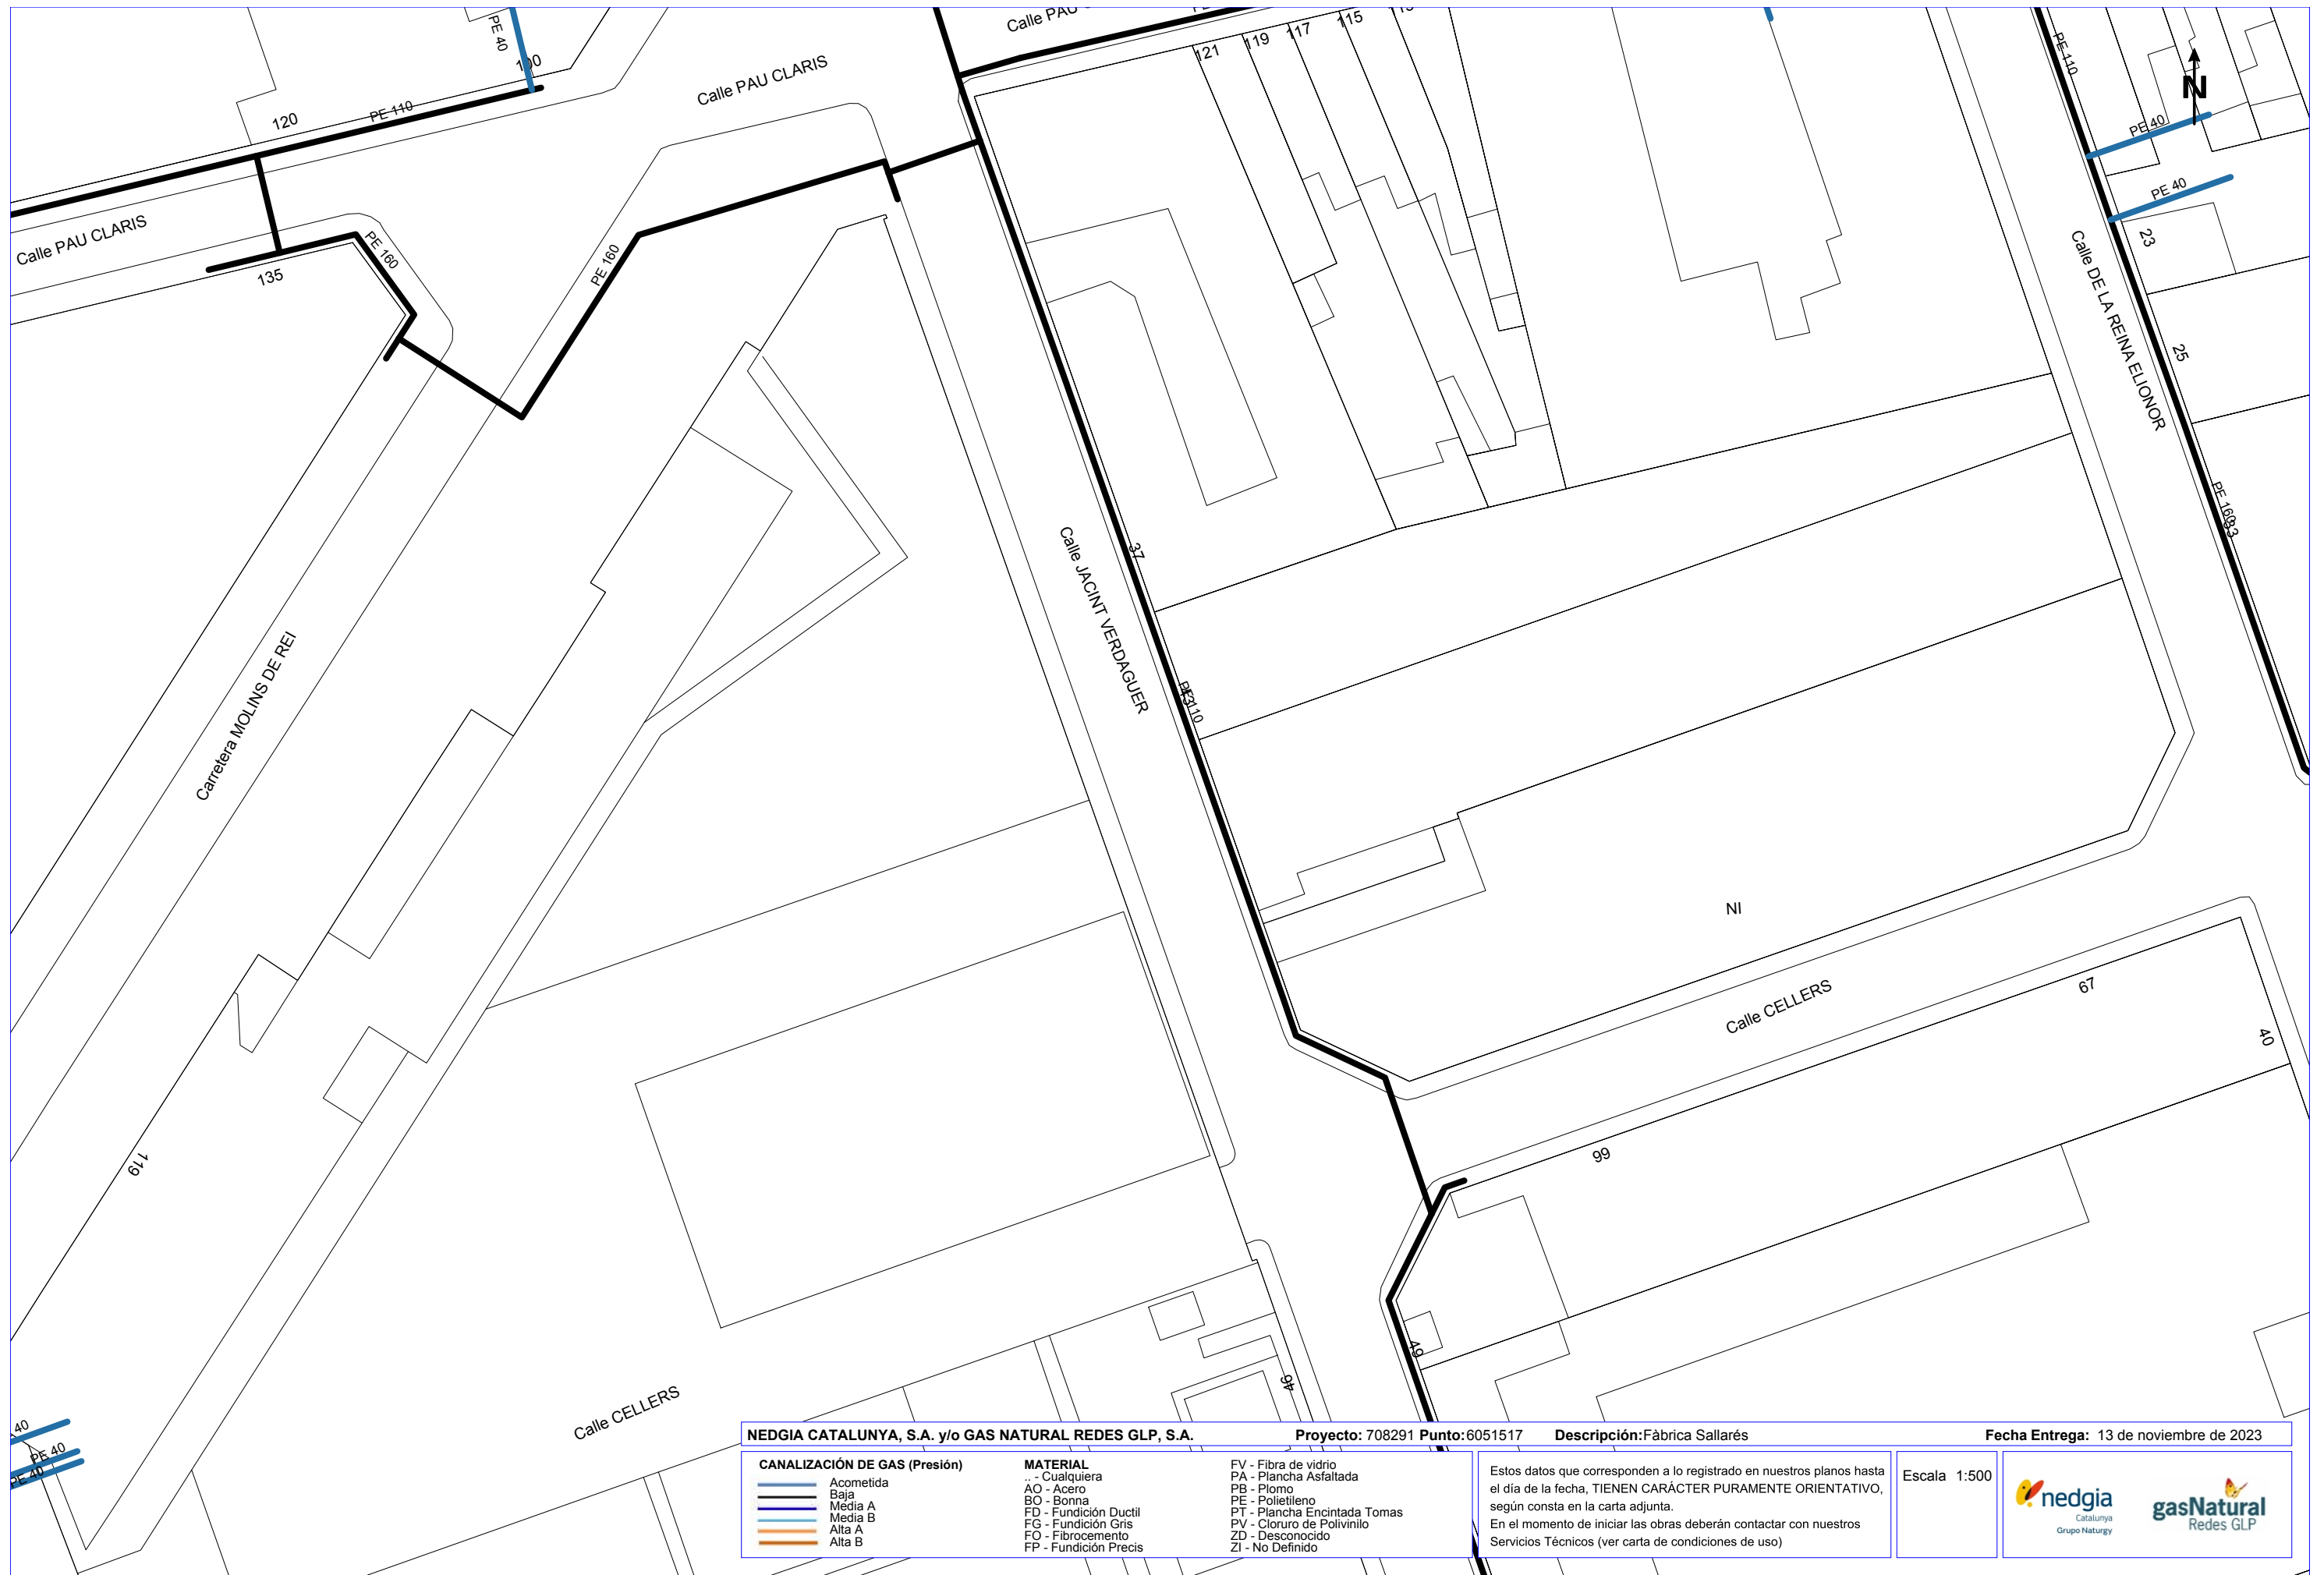 Calle PAU
PE 40
100
Calle PAU CLARIS
121
119
117
115
PE 110
N
PE 110
120
PE 40
PE 40
Calle PAU CLARIS
PE 160
135
PE 160
23
Calle DE LA REINA ELIONOR
25
PE 160
33
37
Calle JACINT VERDAGUER
PE 110
43
Carretera MOLINS DE REI
NI
Calle CELLERS
67
40
99
119
49
46
Calle CELLERS
40
PE 40
PE 40
NEDGIA CATALUNYA, S.A. y/o GAS NATURAL REDES GLP, S.A. Proyecto: 708291 Punto:6051517 Descripción:Fàbrica Sallarés Fecha Entrega: 13 de noviembre de 2023
CANALIZACIÓN DE GAS (Presión)
Acometida
Baja
Media A
Media B
Alta A
Alta B
MATERIAL
.. - Cualquiera
AO - Acero
BO - Bonna
FD - Fundición Ductil
FG - Fundición Gris
FO - Fibrocemento
FP - Fundición Precis
FV - Fibra de vidrio
PA - Plancha Asfaltada
PB - Plomo
PE - Polietileno
PT - Plancha Encintada Tomas
PV - Cloruro de Polivinilo
ZD - Desconocido
ZI - No Definido
Estos datos que corresponden a lo registrado en nuestros planos hasta
el día de la fecha, TIENEN CARÁCTER PURAMENTE ORIENTATIVO,
según consta en la carta adjunta.
En el momento de iniciar las obras deberán contactar con nuestros
Servicios Técnicos (ver carta de condiciones de uso)
Escala 1:500
nedgia
Catalunya
Grupo Naturgy
gasNatural
Redes GLP